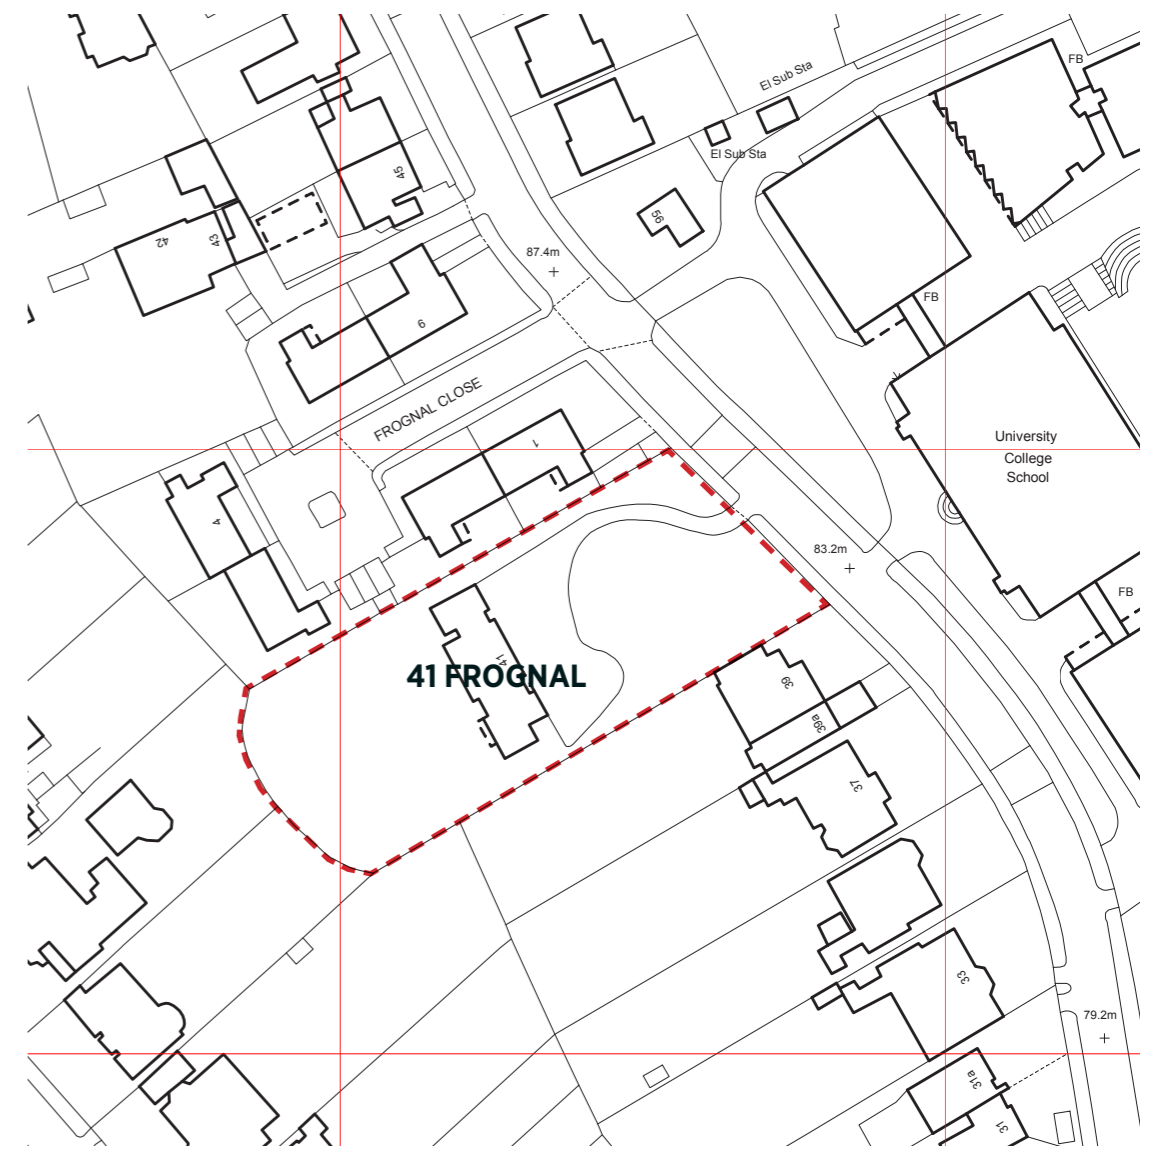 FB
El Sub Sta
El Sub Sta
45
56
42
43
87.4m
FB
6
FROGNAL CLOSE
1
University
College
School
4
83.2m
FB
41
41 FROGNAL
39
39a
37
33
79.2m
31a
31